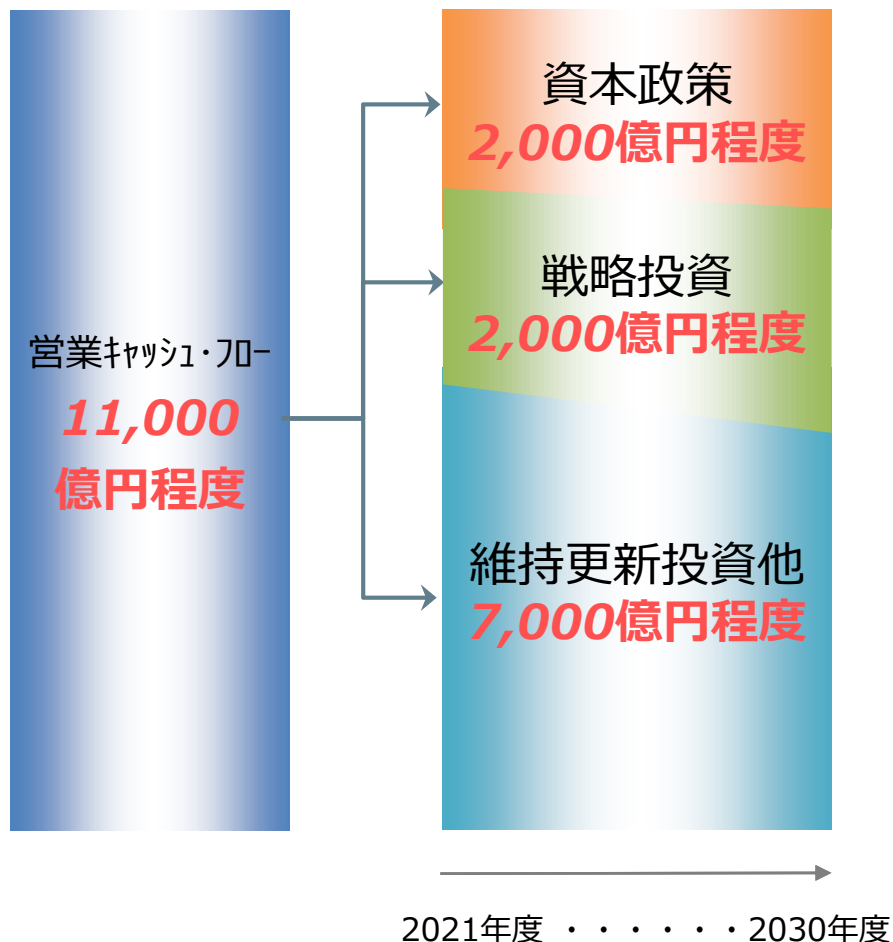 営業ｷｬｯｼｭ・ﾌﾛｰ
11,000
億円程度
資本政策
2,000億円程度
戦略投資
2,000億円程度
維持更新投資他
7,000億円程度
2021年度 ・・・・・・2030年度